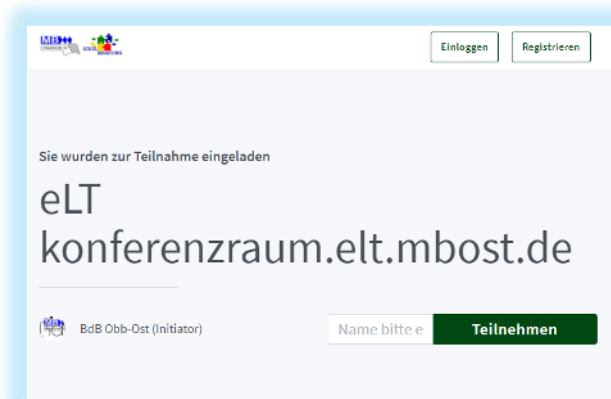 MB
Einloggen
Registrieren
Sie wurden zur Teilnahme eingeladen
eLT
konferenzraum.elt.mbost.de
BdB Obb-Ost (Initiator)
Name bitte e
Teilnehmen